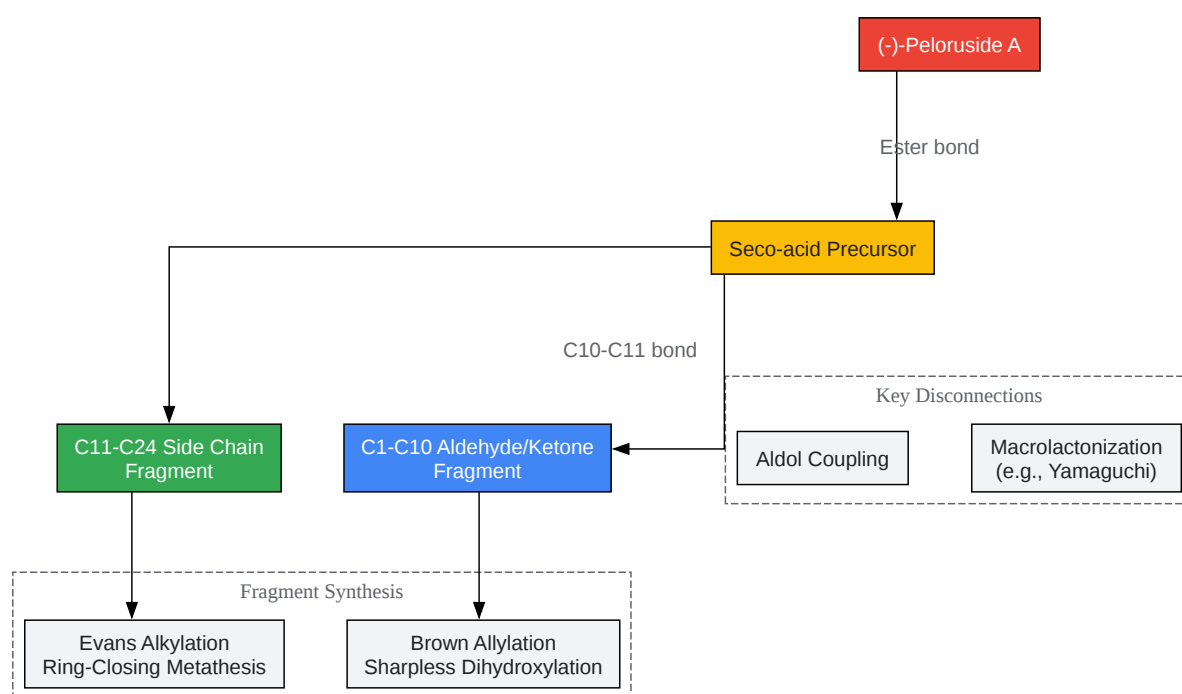 (-)-Peloruside A
Ester bond
Seco-acid Precursor
C10-C11 bond
Key Disconnections
Aldol Coupling
Macrolactonization
(e.g., Yamaguchi)
C11-C24 Side Chain
Fragment
C1-C10 Aldehyde/Ketone
Fragment
Fragment Synthesis
Evans Alkylation
Ring-Closing Metathesis
Brown Allylation
Sharpless Dihydroxylation